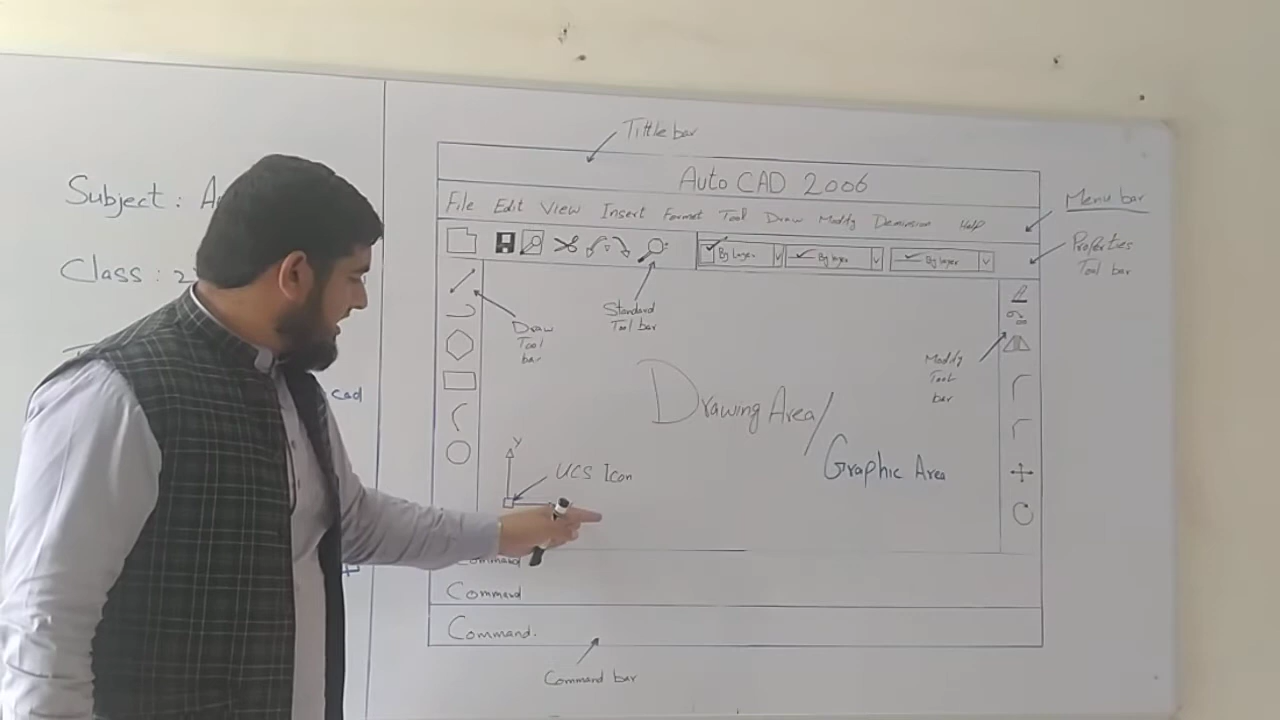 Subject :
Class : 2
cad
Tittle bar
Auto CAD 2006
Menu bar
File Edit View Insert Format Tool Draw Modify Deminsion Help
Properties
Tool bar
By Layer By layer By layer
Standard
Tool bar
Draw
Tool
bar
Modify
Tool
bar
Drawing Area/
Graphic Area
Y
UCS Icon
Command
Command
Command.
Command bar